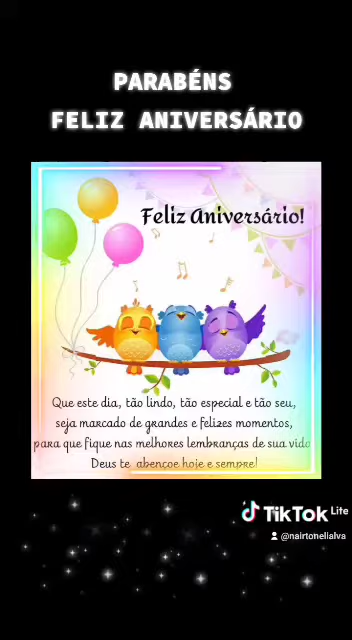 PARABÉNS
FELIZ ANIVERSÁRIO
Feliz Aniversário!
Que este dia, tão lindo, tão especial e tão seu,
seja marcado de grandes e felizes momentos,
para que fique nas melhores lembranças de sua vida
Deus te abençoe hoje e sempre!
TikTok Lite
@nairtonelialva